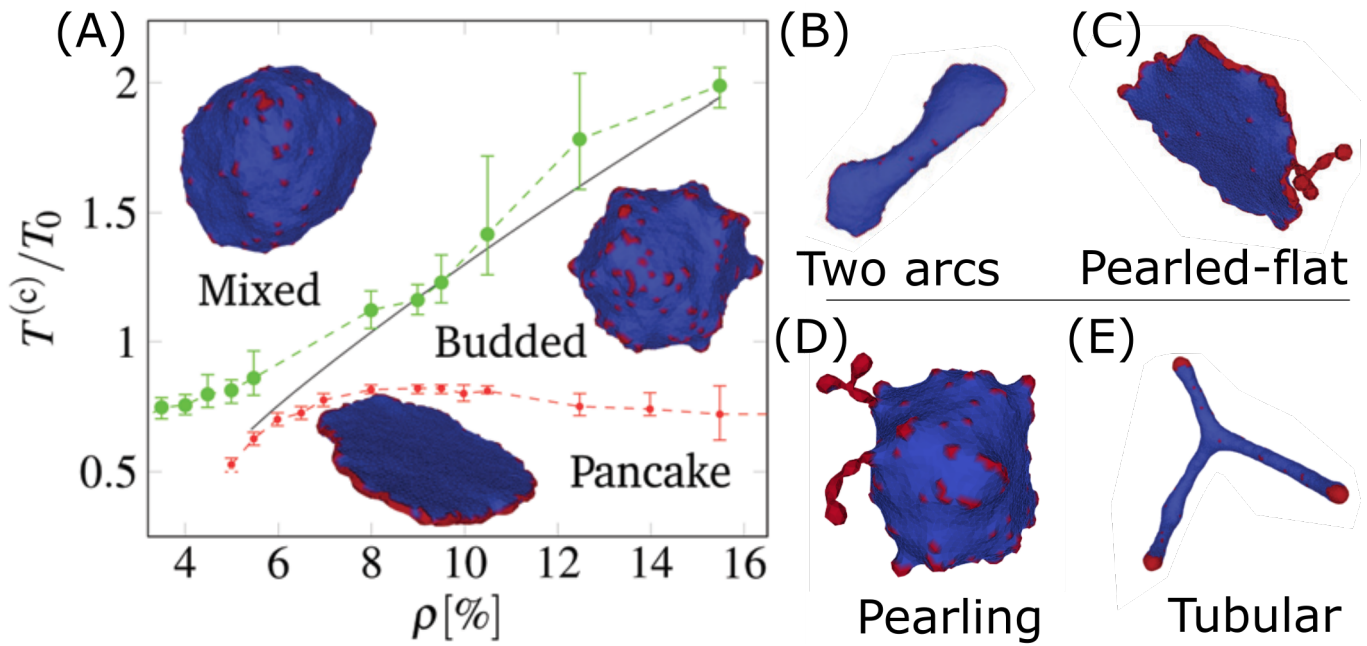 (A)
2
1.5
1
0.5
T^(c)/T_0
Mixed
Budded
Pancake
4 6 8 10 12 14 16
ρ[%]
(B)
Two arcs
(C)
Pearled-flat
(D)
Pearling
(E)
Tubular